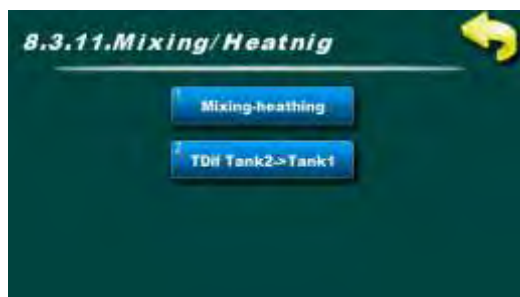 8.3.11.Mixing/Heatnig
1
Mixing-heathing
2
TDif Tank2->Tank1